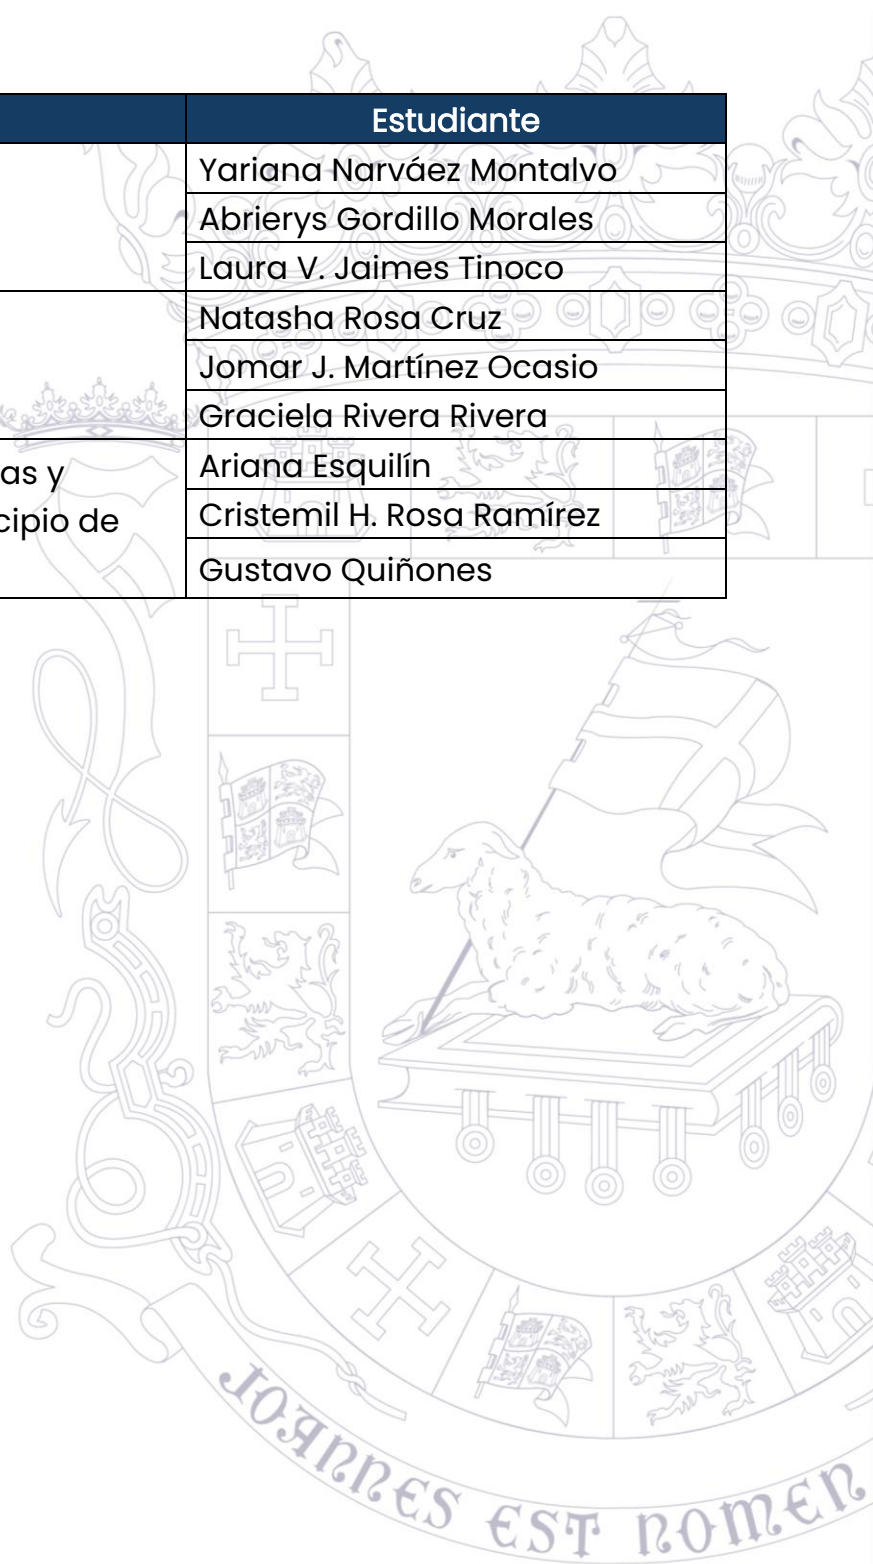 Estudiante
Yariana Narváez Montalvo
Abrierys Gordillo Morales
Laura V. Jaimes Tinoco
Natasha Rosa Cruz
Jomar J. Martínez Ocasio
Graciela Rivera Rivera
as y
cipio de
Ariana Esquilín
Cristemil H. Rosa Ramírez
Gustavo Quiñones
JOANNES EST NOMEN